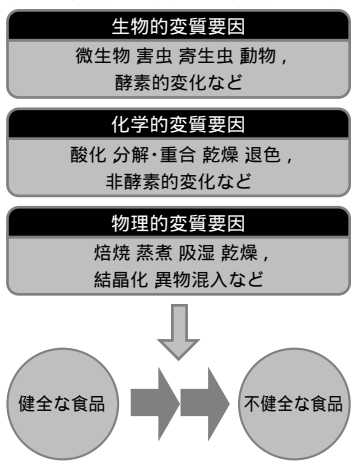 生物的変質要因
微生物 害虫 寄生虫 動物，
酵素的変化など
化学的変質要因
酸化 分解・重合 乾燥 退色，
非酵素的変化など
物理的変質要因
焙焼 蒸煮 吸湿 乾燥，
結晶化 異物混入など
健全な食品
不健全な食品